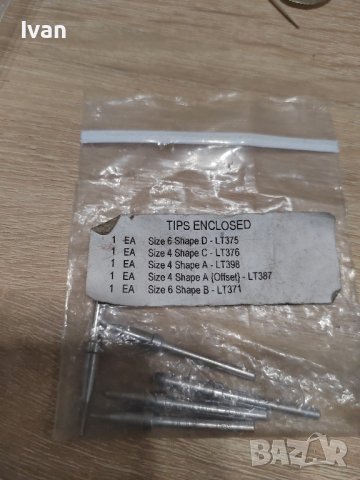 Ivan
TIPS ENCLOSED
1 EA Size 6 Shape D - LT375
1 EA Size 4 Shape C - LT376
1 EA Size 4 Shape A - LT398
1 EA Size 4 Shape A {Offset} - LT387
1 EA Size 6 Shape B - LT371
BAZAR